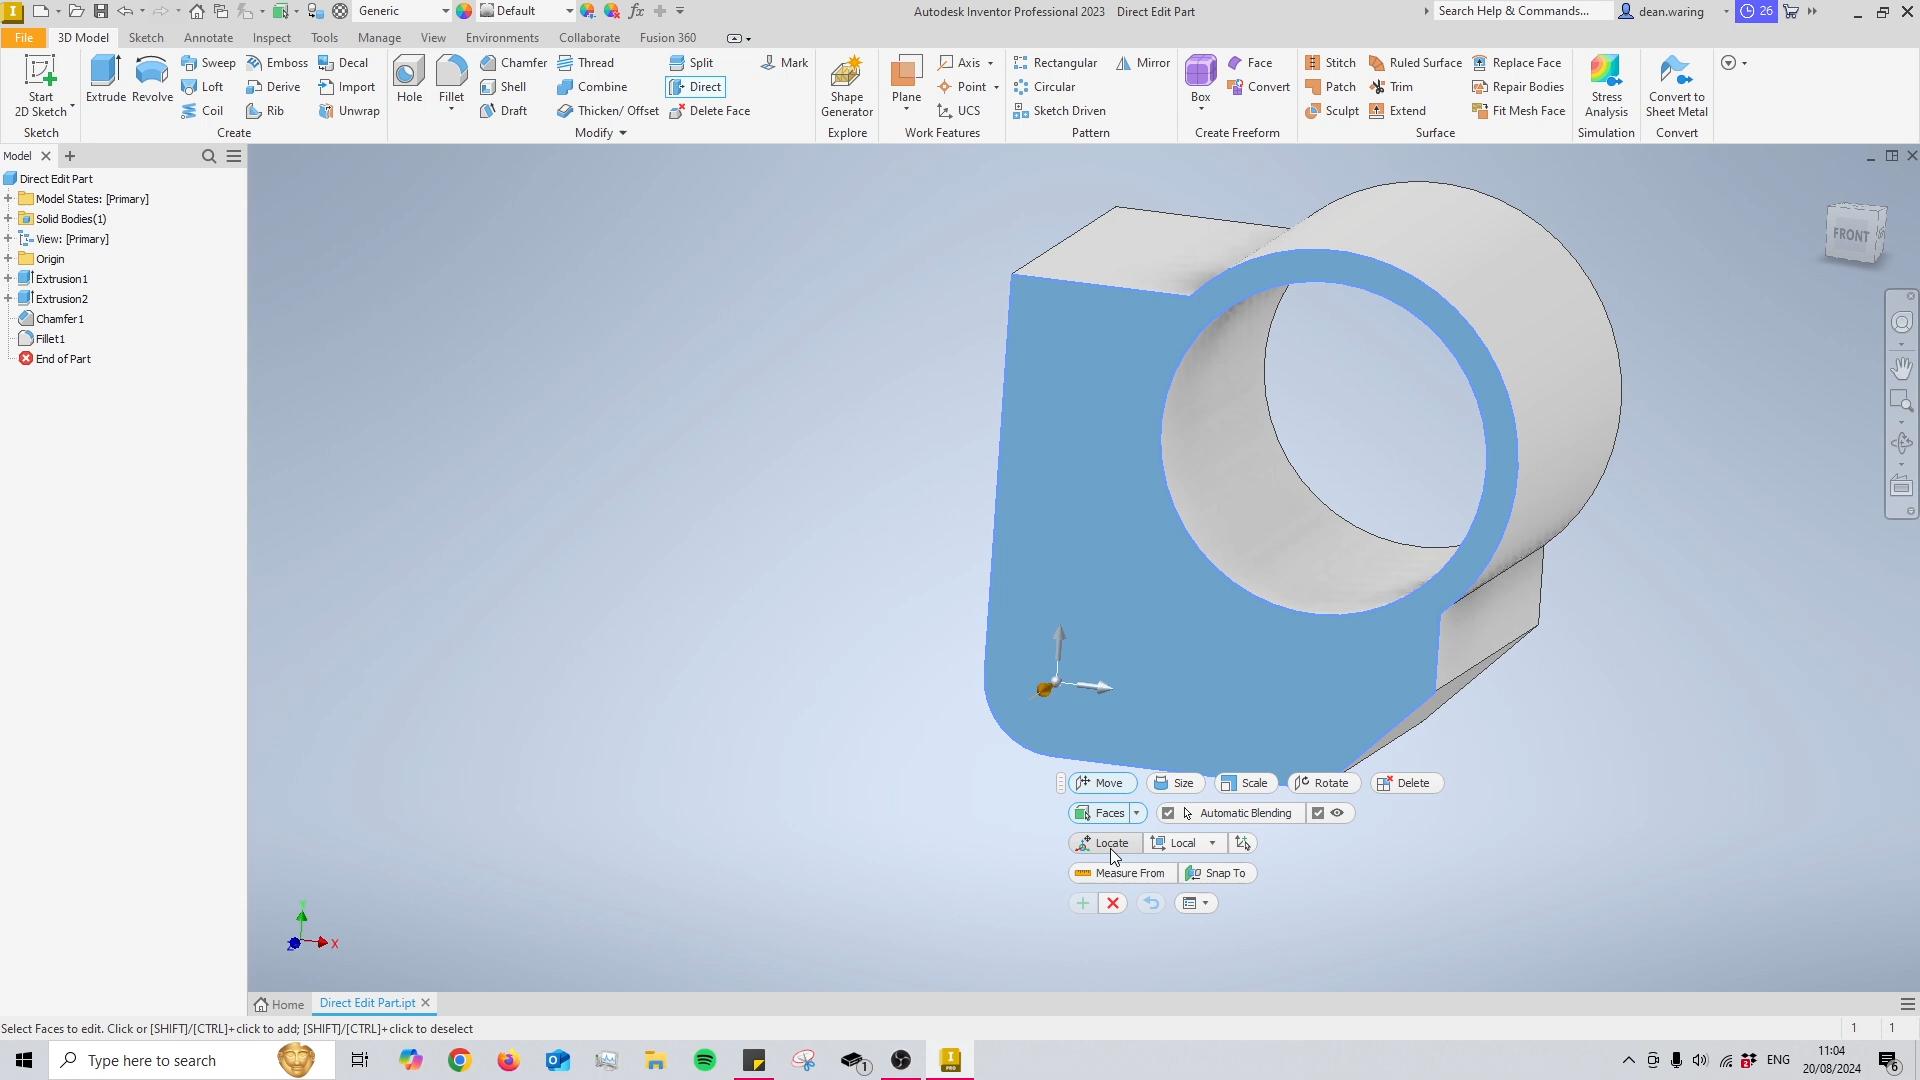 Generic
Default
fx
Autodesk Inventor Professional 2023 Direct Edit Part
Search Help & Commands...
dean.waring
26
File
3D Model
Sketch
Annotate
Inspect
Tools
Manage
View
Environments
Collaborate
Fusion 360
Start
2D Sketch
Sketch
Extrude
Revolve
Sweep
Loft
Coil
Emboss
Derive
Rib
Decal
Import
Unwrap
Create
Hole
Fillet
Chamfer
Shell
Draft
Thread
Combine
Thicken/ Offset
Split
Direct
Delete Face
Mark
Modify
Shape
Generator
Explore
Plane
Axis
Point
UCS
Work Features
Rectangular
Circular
Sketch Driven
Mirror
Pattern
Box
Face
Convert
Create Freeform
Stitch
Patch
Sculpt
Ruled Surface
Trim
Extend
Replace Face
Repair Bodies
Fit Mesh Face
Surface
Stress
Analysis
Simulation
Convert to
Sheet Metal
Convert
Model
Direct Edit Part
Model States: [Primary]
Solid Bodies(1)
View: [Primary]
Origin
Extrusion1
Extrusion2
Chamfer1
Fillet1
End of Part
FRONT
Move
Size
Scale
Rotate
Delete
Faces
Automatic Blending
Locate
Local
Measure From
Snap To
Y
X
Z
Home
Direct Edit Part.ipt
Select Faces to edit. Click or [SHIFT]/[CTRL]+click to add; [SHIFT]/[CTRL]+click to deselect
1
1
Type here to search
1
I
PRO
2
ENG
11:04
20/08/2024
6